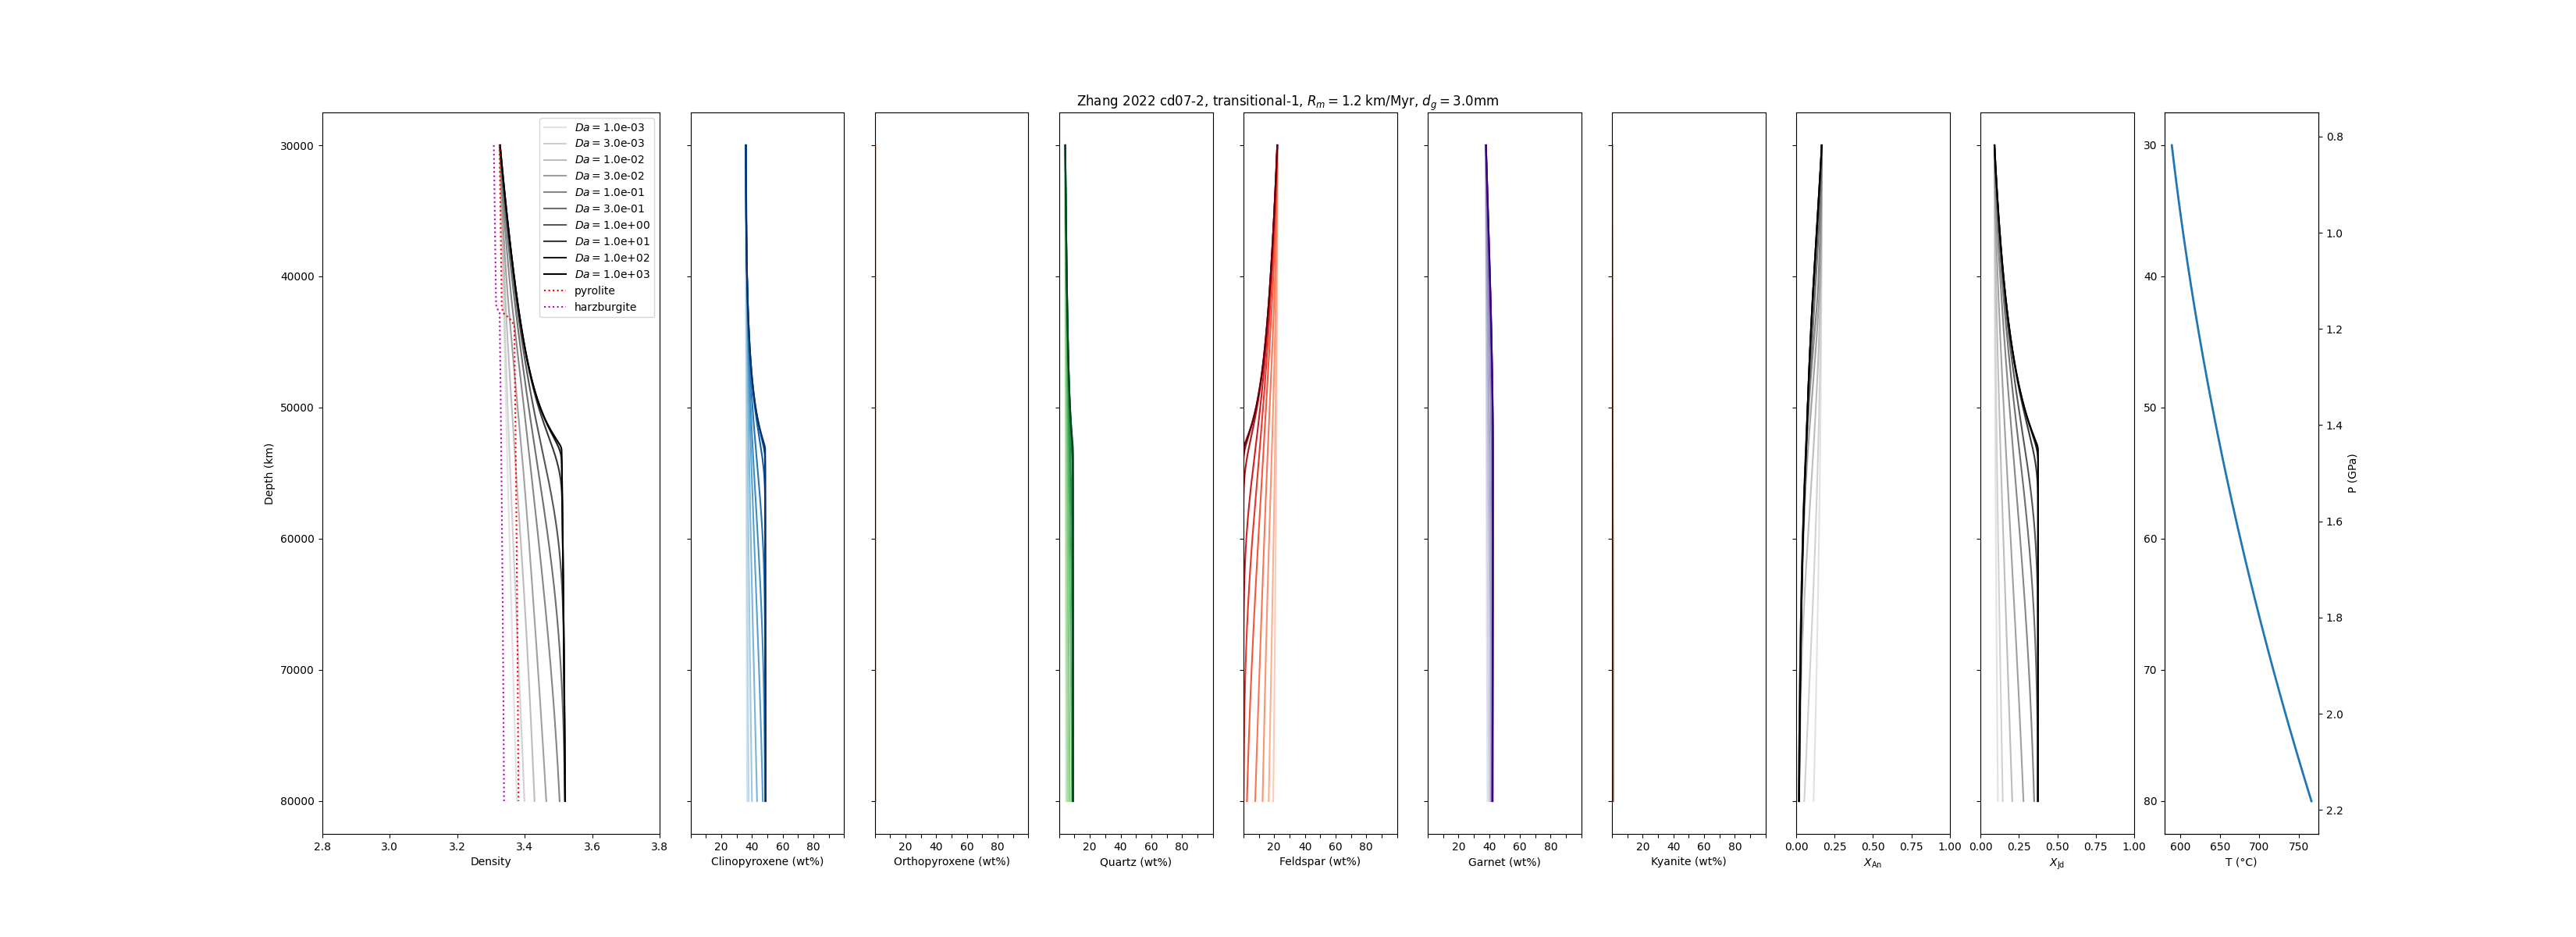 Zhang 2022 cd07-2, transitional-1, R_m = 1.2 km/Myr, d_g = 3.0mm
Da = 1.0e-03
Da = 3.0e-03
Da = 1.0e-02
Da = 3.0e-02
Da = 1.0e-01
Da = 3.0e-01
Da = 1.0e+00
Da = 1.0e+01
Da = 1.0e+02
Da = 1.0e+03
pyrolite
harzburgite
Depth (km)
30000
40000
50000
60000
70000
80000
2.8 3.0 3.2 3.4 3.6 3.8
Density
20 40 60 80
Clinopyroxene (wt%)
20 40 60 80
Orthopyroxene (wt%)
20 40 60 80
Quartz (wt%)
20 40 60 80
Feldspar (wt%)
20 40 60 80
Garnet (wt%)
20 40 60 80
Kyanite (wt%)
0.00 0.25 0.50 0.75 1.00
X_An
0.00 0.25 0.50 0.75 1.00
X_Jd
30
40
50
60
70
80
600 650 700 750
T (°C)
0.8
1.0
1.2
1.4
1.6
1.8
2.0
2.2
P (GPa)